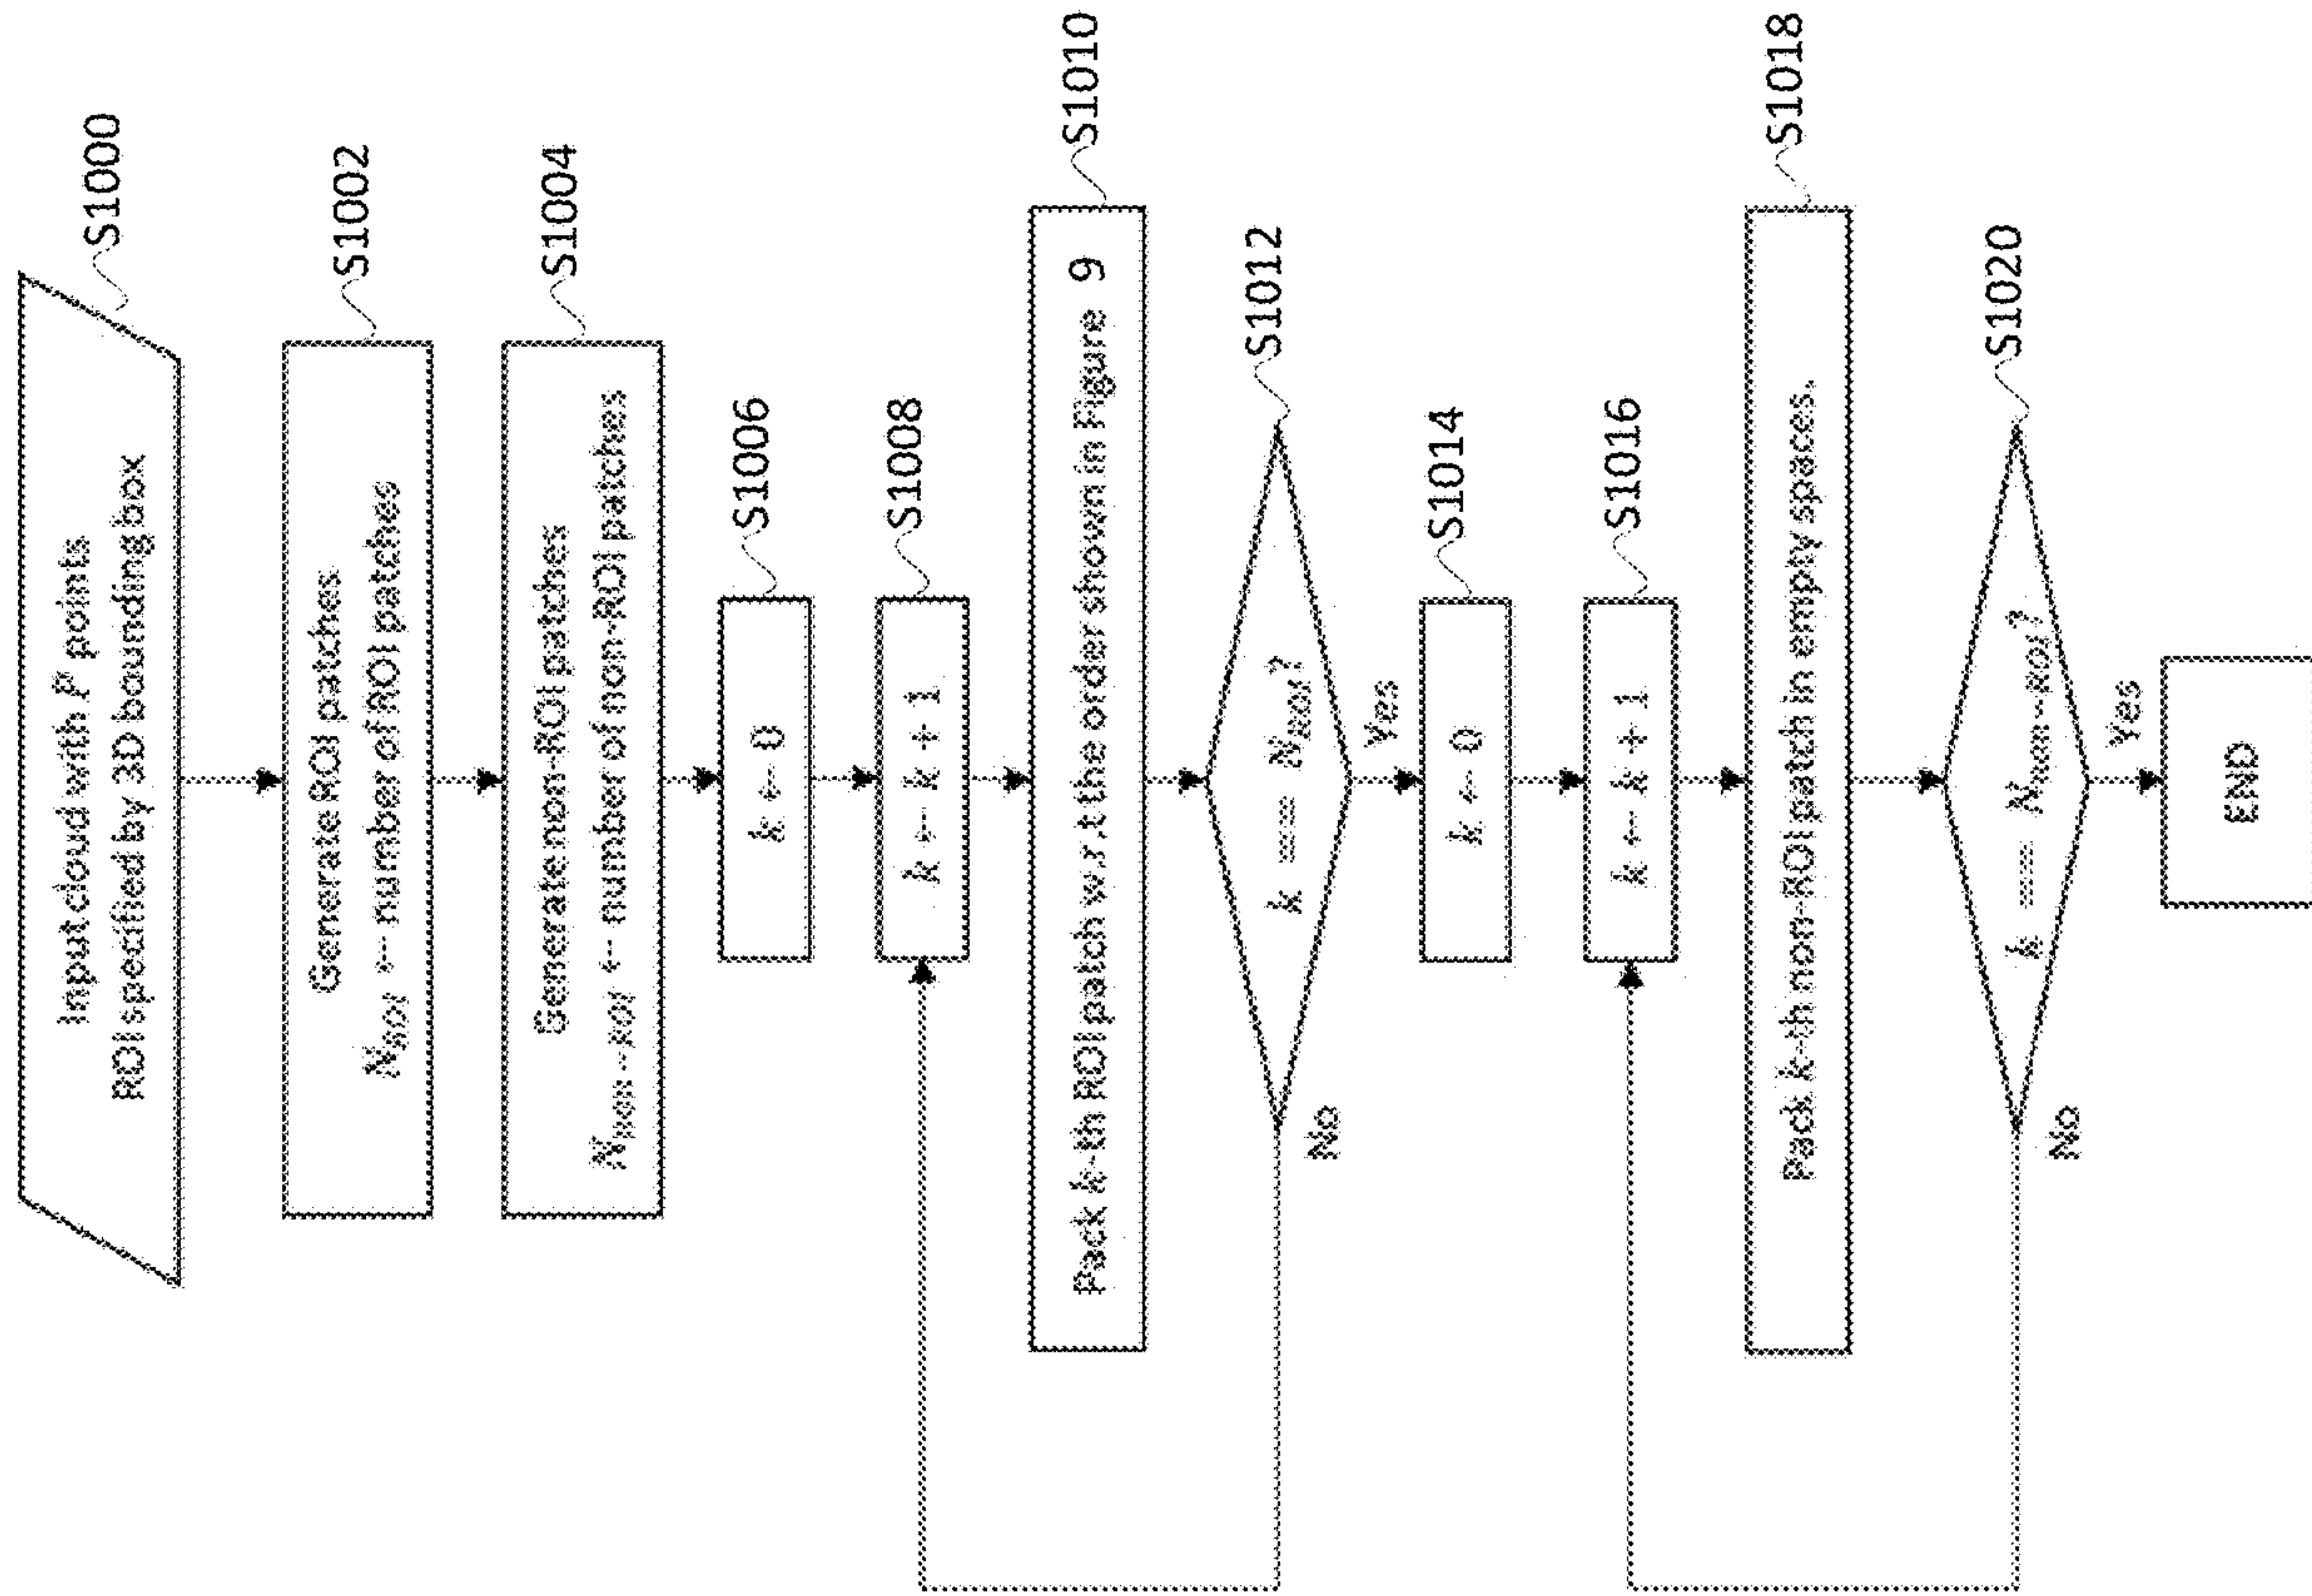 Input cloud with P points
ROI specified by 3D bounding box
S1000
Generate ROI patches
N_ROI ← number of ROI patches
S1002
Generate non-ROI patches
N_non-ROI ← number of non-ROI patches
S1004
k ← 0
S1006
k ← k + 1
S1008
Pack k-th ROI patch w.r.t the order shown in Figure 9
S1010
k == N_ROI?
S1012
No
Yes
k ← 0
S1014
k ← k + 1
S1016
Pack k-th non-ROI patch in empty spaces.
S1018
k == N_non-ROI?
S1020
No
Yes
END